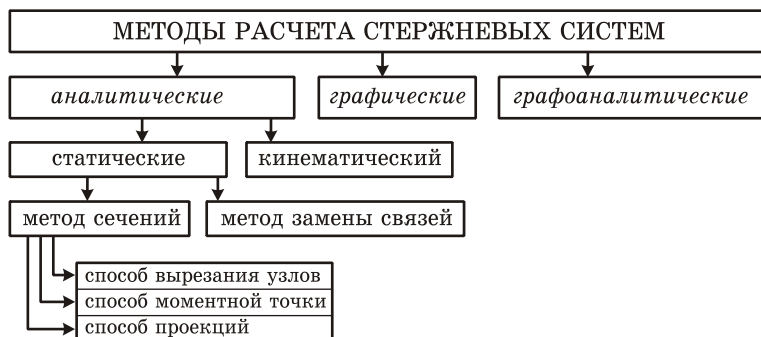 МЕТОДЫ РАСЧЕТА СТЕРЖНЕВЫХ СИСТЕМ
аналитические
графические
графоаналитические
статические
кинематический
метод сечений
метод замены связей
способ вырезания узлов
способ моментной точки
способ проекций